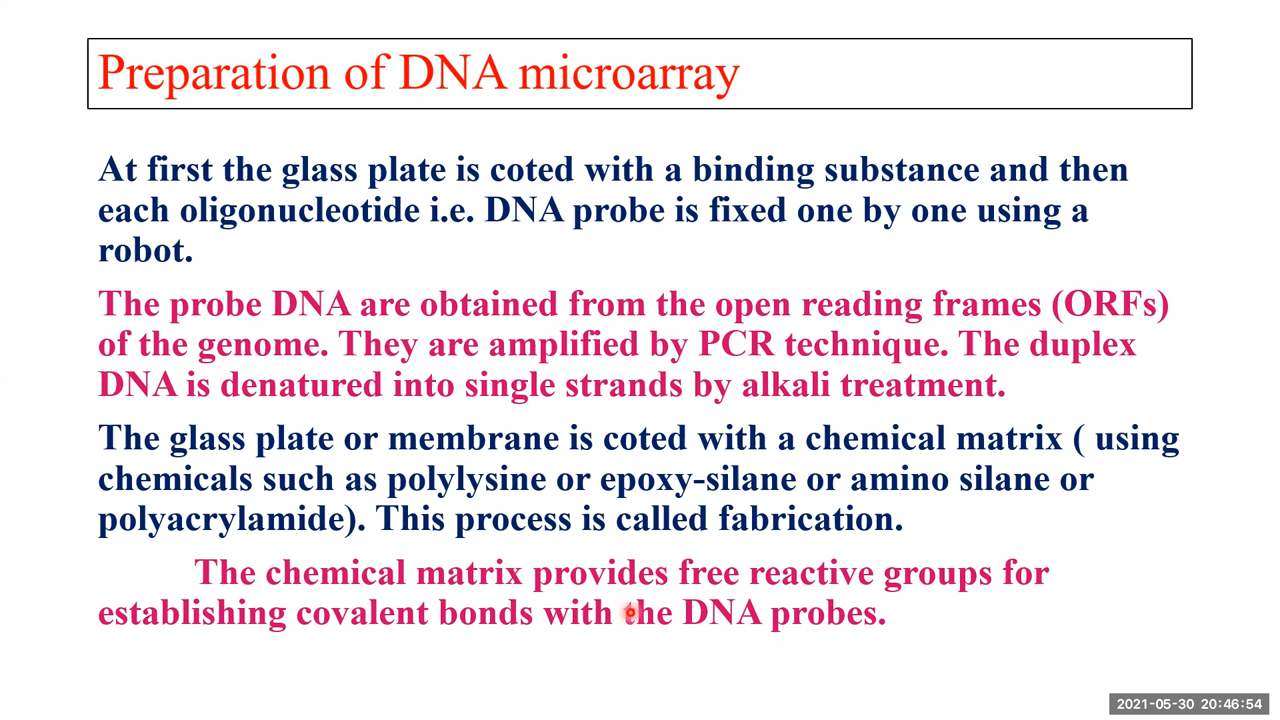 Preparation of DNA microarray
At first the glass plate is coted with a binding substance and then
each oligonucleotide i.e. DNA probe is fixed one by one using a
robot.
The probe DNA are obtained from the open reading frames (ORFs)
of the genome. They are amplified by PCR technique. The duplex
DNA is denatured into single strands by alkali treatment.
The glass plate or membrane is coted with a chemical matrix ( using
chemicals such as polylysine or epoxy-silane or amino silane or
polyacrylamide). This process is called fabrication.
The chemical matrix provides free reactive groups for
establishing covalent bonds with the DNA probes.
2021-05-30 20:46:54